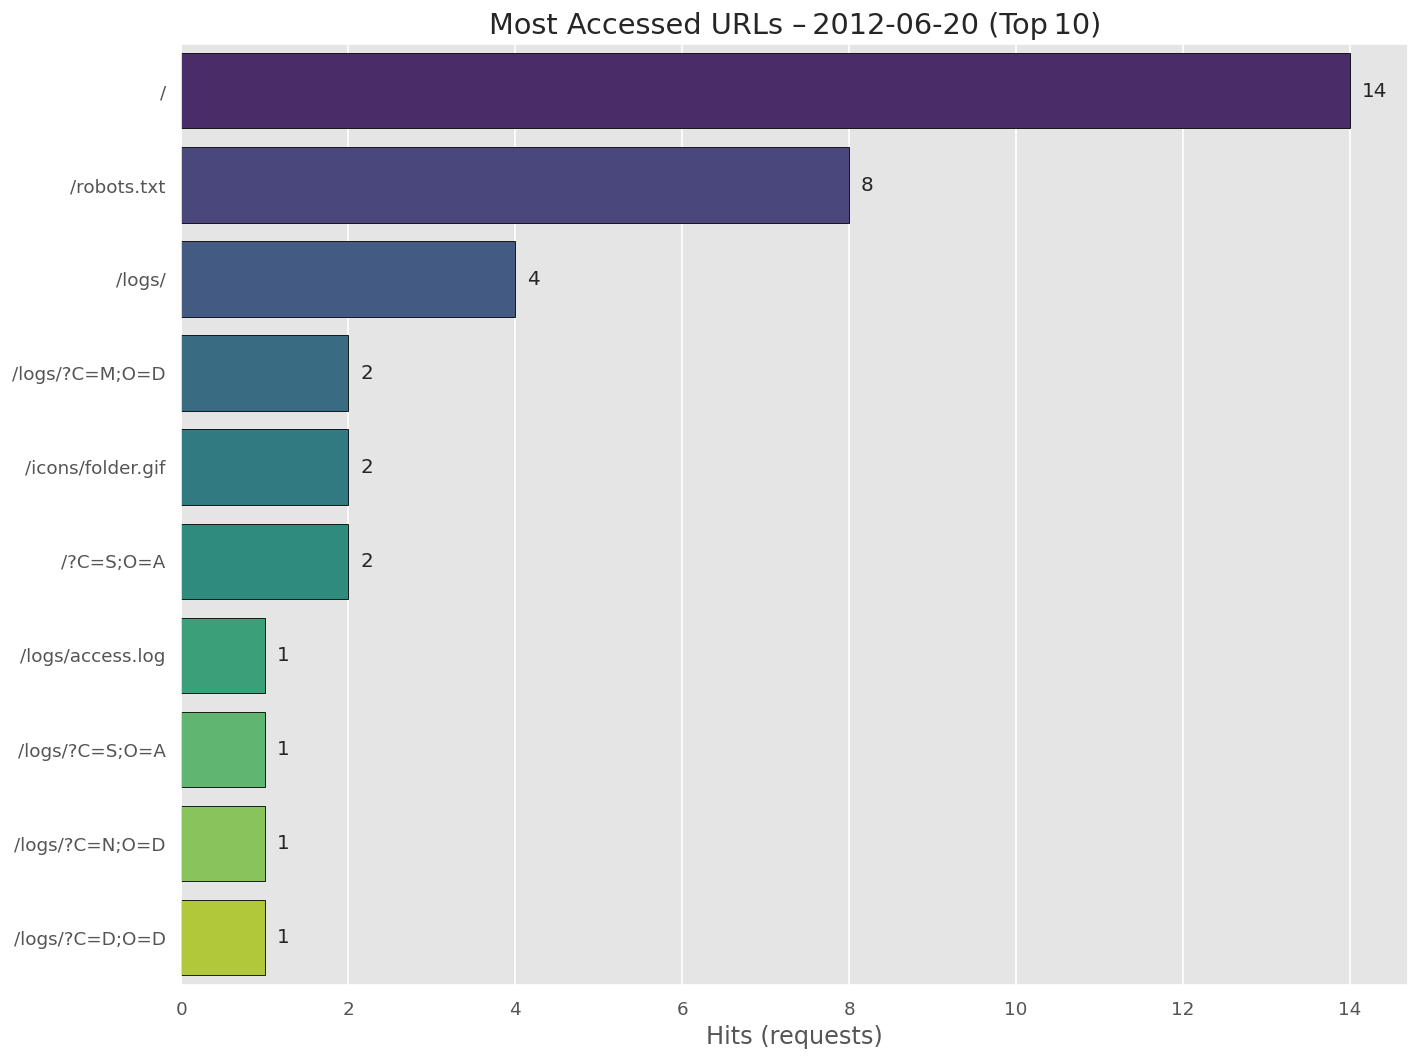 Most Accessed URLs – 2012-06-20 (Top 10)
/ 14
/robots.txt 8
/logs/ 4
/logs/?C=M;O=D 2
/icons/folder.gif 2
/?C=S;O=A 2
/logs/access.log 1
/logs/?C=S;O=A 1
/logs/?C=N;O=D 1
/logs/?C=D;O=D 1
0 2 4 6 8 10 12 14
Hits (requests)